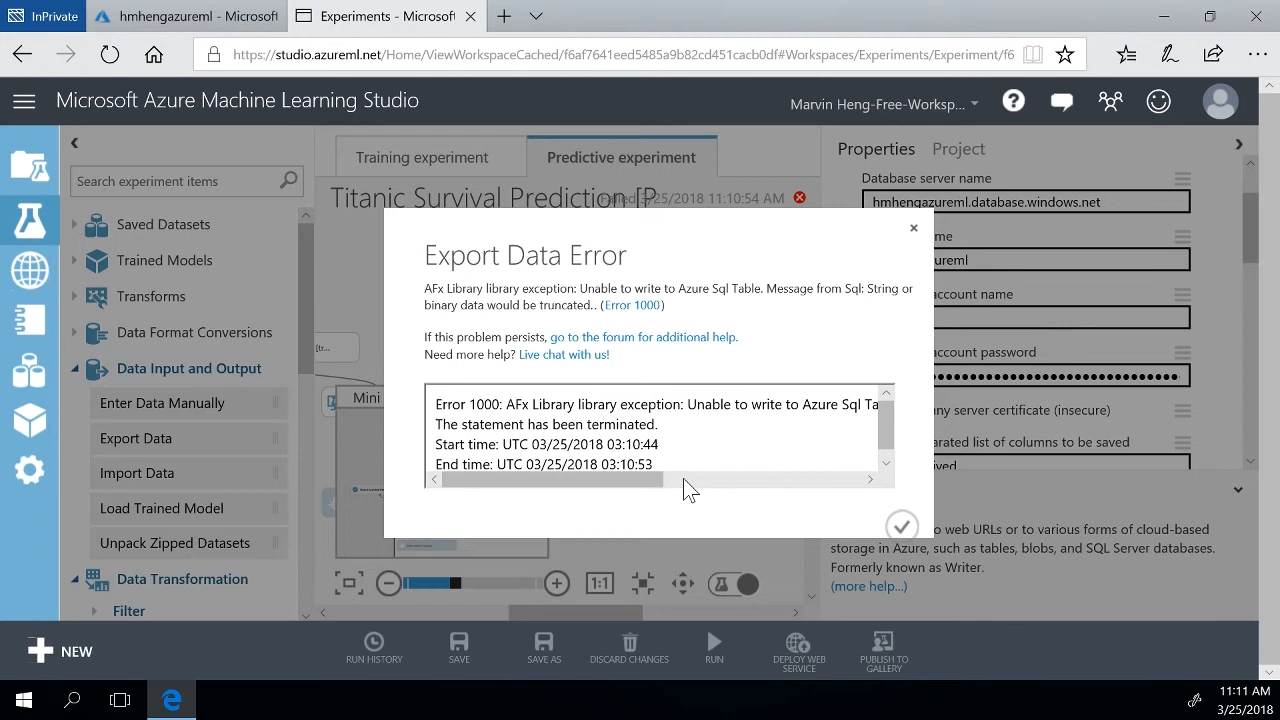 InPrivate
hmhengazureml - Microsoft
Experiments - Microsof
https://studio.azureml.net/Home/ViewWorkspaceCached/f6af7641eed5485a9b82cd451cacb0df#Workspaces/Experiments/Experiment/f6
Microsoft Azure Machine Learning Studio
Marvin Heng-Free-Worksp...
Training experiment
Predictive experiment
Properties
Project
Search experiment items
Titanic Survival Prediction [P
Failed 3/25/2018 11:10:54 AM
Database server name
hmhengazureml.database.windows.net
Saved Datasets
Trained Models
Transforms
Data Format Conversions
Data Input and Output
Enter Data Manually
Export Data
Import Data
Load Trained Model
Unpack Zipped Datasets
Data Transformation
Filter
[tr...
Mini
Export Data Error
AFx Library library exception: Unable to write to Azure Sql Table. Message from Sql: String or
binary data would be truncated.. (Error 1000)
If this problem persists, go to the forum for additional help.
Need more help? Live chat with us!
Error 1000: AFx Library library exception: Unable to write to Azure Sql Ta
The statement has been terminated.
Start time: UTC 03/25/2018 03:10:44
End time: UTC 03/25/2018 03:10:53
me
ureml
account name
account password
ny server certificate (insecure)
arated list of columns to be saved
ived
o web URLs or to various forms of cloud-based
storage in Azure, such as tables, blobs, and SQL Server databases.
Formerly known as Writer.
(more help...)
1:1
NEW
RUN HISTORY
SAVE
SAVE AS
DISCARD CHANGES
RUN
DEPLOY WEB
SERVICE
PUBLISH TO
GALLERY
11:11 AM
3/25/2018